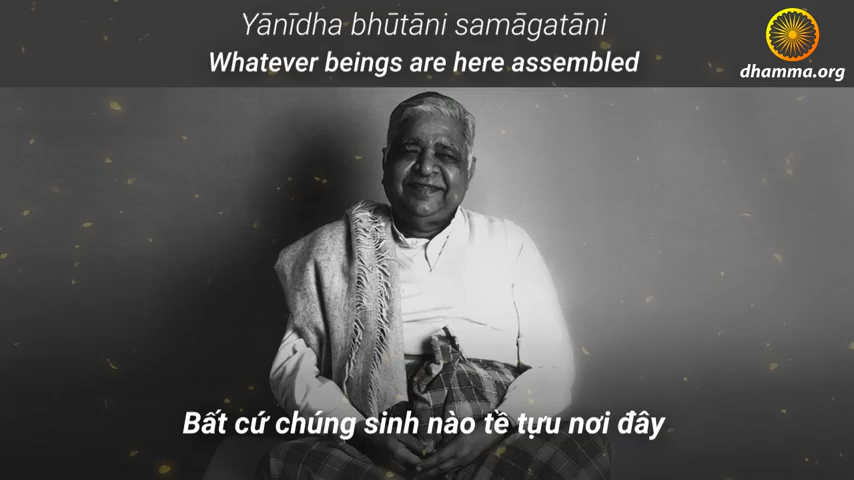 Yānīdha bhūtāni samāgatāni
Whatever beings are here assembled
dhamma.org
Bất cứ chúng sinh nào tề tựu nơi đây